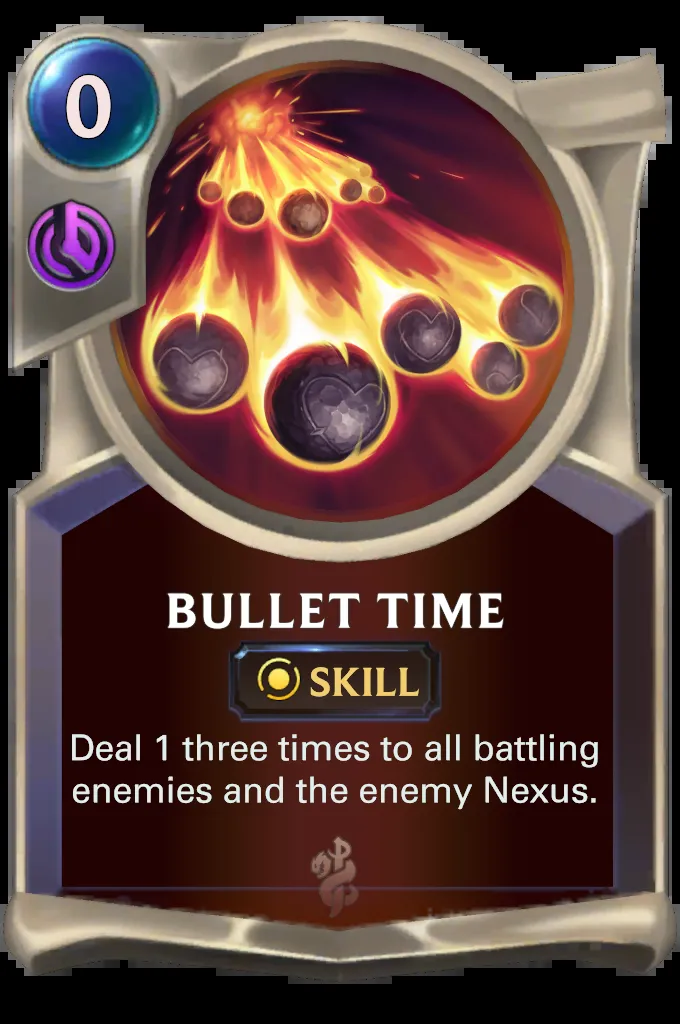 0
BULLET TIME
SKILL
Deal 1 three times to all battling
enemies and the enemy Nexus.